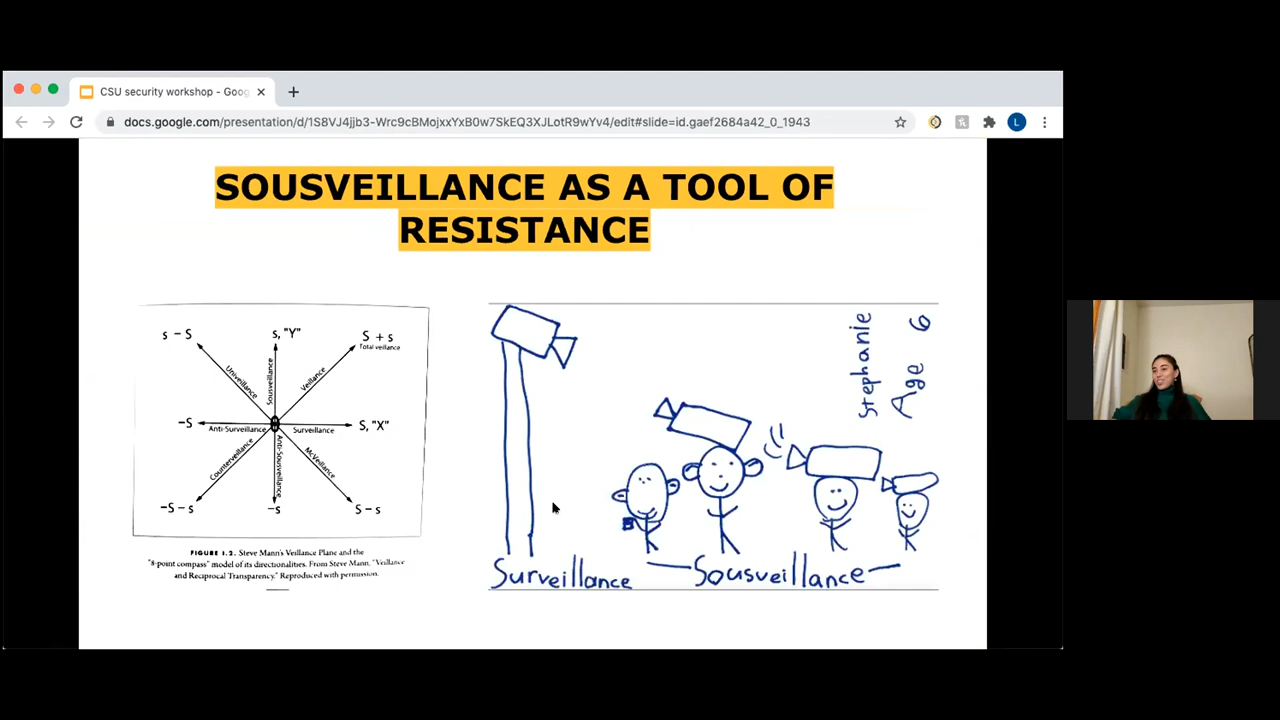 CSU security workshop - Goog
docs.google.com/presentation/d/1S8VJ4jjb3-Wrc9cBMojxxYxB0w7SkEQ3XJLotR9wYv4/edit#slide=id.gaef2684a42_0_1943
L
SOUSVEILLANCE AS A TOOL OF
RESISTANCE
s - S
s, "Y"
S + s
Total veillance
Univeillance
Sousveillance
Veillance
-S
Anti-Surveillance
Surveillance
S, "X"
Counterveillance
Anti-Sousveillance
McVeillance
-S - s
-s
S - s
FIGURE 1.2. Steve Mann's Veillance Plane and the
"8-point compass" model of its directionalities. From Steve Mann, "Veillance
and Reciprocal Transparency." Reproduced with permission.
Stephanie
Age 6
Surveillance
Sousveillance